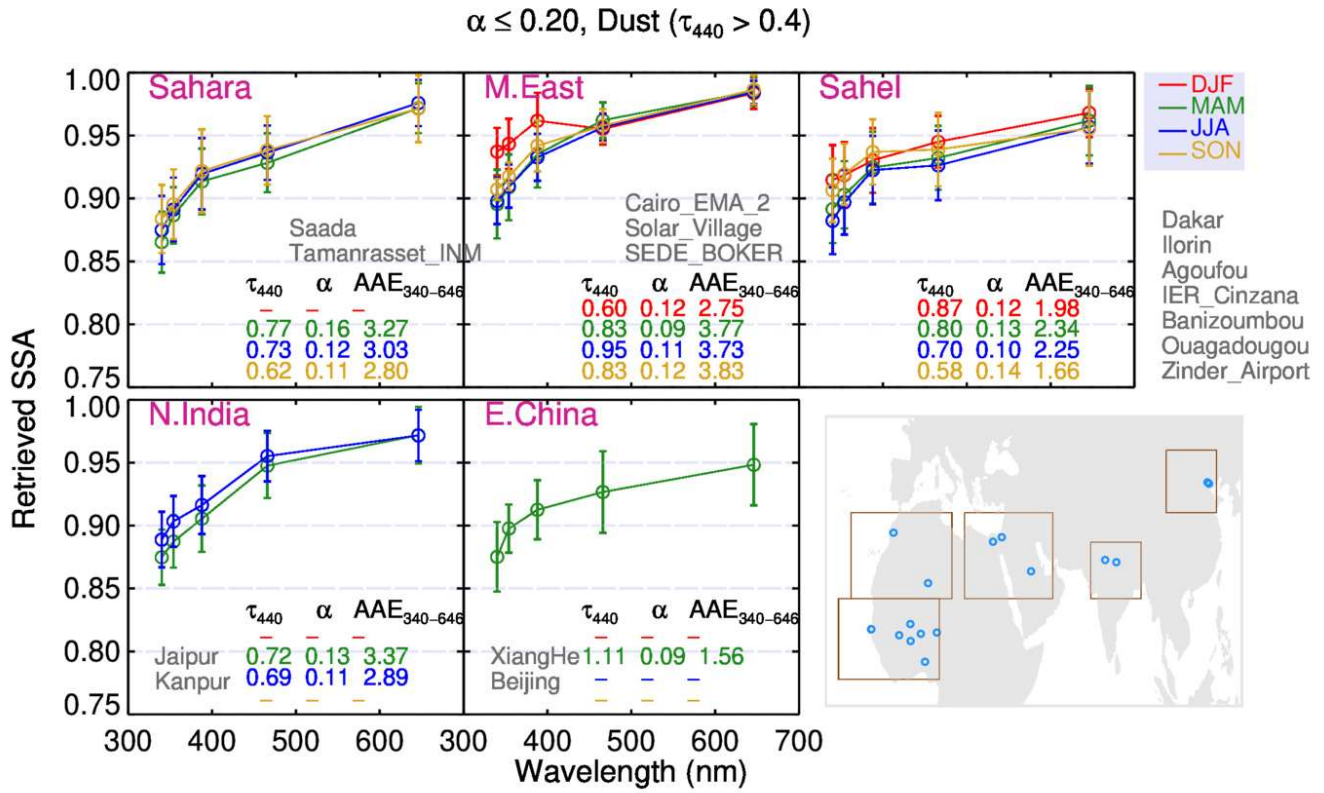 α ≤ 0.20, Dust (τ440 > 0.4)
Retrieved SSA
1.00
0.95
0.90
0.85
0.80
0.75
Sahara
Saada
Tamanrasset_INM
τ440 α AAE340−646
– – –
0.77 0.16 3.27
0.73 0.12 3.03
0.62 0.11 2.80
M.East
Cairo_EMA_2
Solar_Village
SEDE_BOKER
τ440 α AAE340−646
0.60 0.12 2.75
0.83 0.09 3.77
0.95 0.11 3.73
0.83 0.12 3.83
Sahel
τ440 α AAE340−646
0.87 0.12 1.98
0.80 0.13 2.34
0.70 0.10 2.25
0.58 0.14 1.66
DJF
MAM
JJA
SON
Dakar
Ilorin
Agoufou
IER_Cinzana
Banizoumbou
Ouagadougou
Zinder_Airport
1.00
0.95
0.90
0.85
0.80
0.75
N.India
τ440 α AAE340−646
– – –
Jaipur 0.72 0.13 3.37
Kanpur 0.69 0.11 2.89
– – –
E.China
τ440 α AAE340−646
– – –
XiangHe 1.11 0.09 1.56
Beijing – – –
– – –
300 400 500 600 300 400 500 600 700
Wavelength (nm)